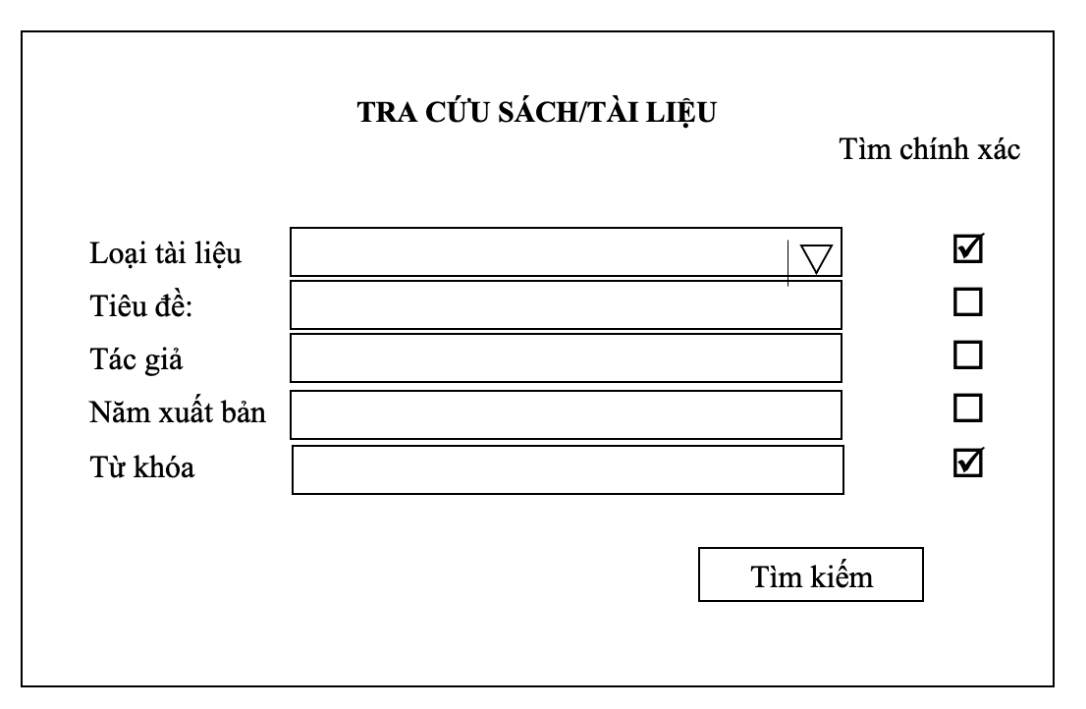 TRA CỨU SÁCH/TÀI LIỆU
Tìm chính xác
Loại tài liệu
Tiêu đề:
Tác giả
Năm xuất bản
Từ khóa
Tìm kiếm